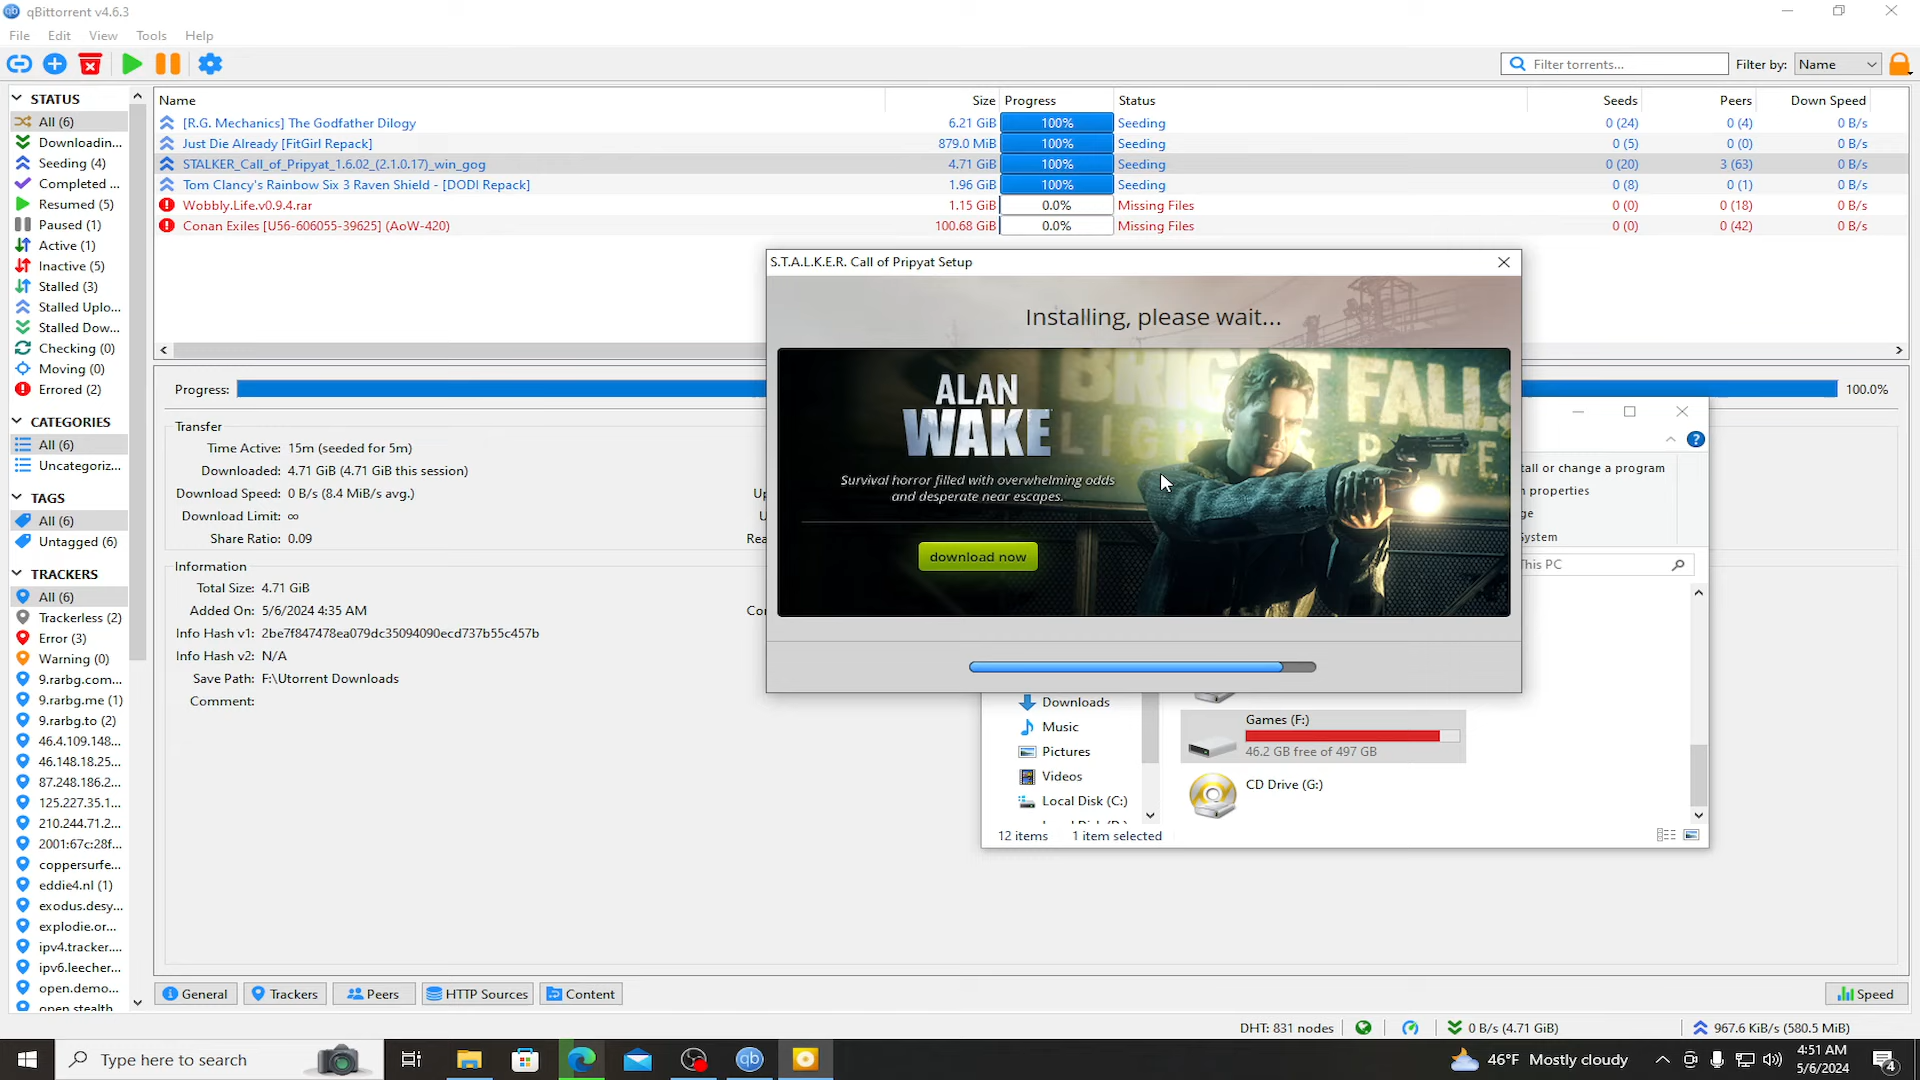 qBittorrent v4.6.3
File Edit View Tools Help
Filter torrents... Filter by: Name
STATUS
All (6)
Downloadin...
Seeding (4)
Completed ...
Resumed (5)
Paused (1)
Active (1)
Inactive (5)
Stalled (3)
Stalled Uplo...
Stalled Dow...
Checking (0)
Moving (0)
Errored (2)
CATEGORIES
All (6)
Uncategoriz...
TAGS
All (6)
Untagged (6)
TRACKERS
All (6)
Trackerless (2)
Error (3)
Warning (0)
9.rarbg.com...
9.rarbg.me (1)
9.rarbg.to (2)
46.4.109.148...
46.148.18.25...
87.248.186.2...
125.227.35.1...
210.244.71.2...
2001:67c:28f...
coppersurfe...
eddie4.nl (1)
exodus.desy...
explodie.or...
ipv4.tracker....
ipv6.leecher...
open.demo...
open.stealth
Name Size Progress Status Seeds Peers Down Speed
[R.G. Mechanics] The Godfather Dilogy 6.21 GiB 100% Seeding 0 (24) 0 (4) 0 B/s
Just Die Already [FitGirl Repack] 879.0 MiB 100% Seeding 0 (5) 0 (0) 0 B/s
STALKER_Call_of_Pripyat_1.6.02_(2.1.0.17)_win_gog 4.71 GiB 100% Seeding 0 (20) 3 (63) 0 B/s
Tom Clancy's Rainbow Six 3 Raven Shield - [DODI Repack] 1.96 GiB 100% Seeding 0 (8) 0 (1) 0 B/s
Wobbly.Life.v0.9.4.rar 1.15 GiB 0.0% Missing Files 0 (0) 0 (18) 0 B/s
Conan Exiles [U56-606055-39625] (AoW-420) 100.68 GiB 0.0% Missing Files 0 (0) 0 (42) 0 B/s
Progress: 100.0%
Transfer
Time Active: 15m (seeded for 5m)
Downloaded: 4.71 GiB (4.71 GiB this session)
Download Speed: 0 B/s (8.4 MiB/s avg.) Up
Download Limit: ∞ U
Share Ratio: 0.09 Rea
Information
Total Size: 4.71 GiB
Added On: 5/6/2024 4:35 AM Co
Info Hash v1: 2be7f847478ea079dc35094090ecd737b55c457b
Info Hash v2: N/A
Save Path: F:\Utorrent Downloads
Comment:
S.T.A.L.K.E.R. Call of Pripyat Setup
Installing, please wait...
BRIGHT FALLS
LIGHT & POWE
ALAN
WAKE
Survival horror filled with overwhelming odds
and desperate near escapes.
download now
tall or change a program
n properties
ge
System
This PC
Downloads
Music
Pictures
Videos
Local Disk (C:)
Games (F:)
46.2 GB free of 497 GB
CD Drive (G:)
12 items 1 item selected
General Trackers Peers HTTP Sources Content Speed
DHT: 831 nodes 0 B/s (4.71 GiB) 967.6 KiB/s (580.5 MiB)
Type here to search
46°F Mostly cloudy
4:51 AM
5/6/2024
4